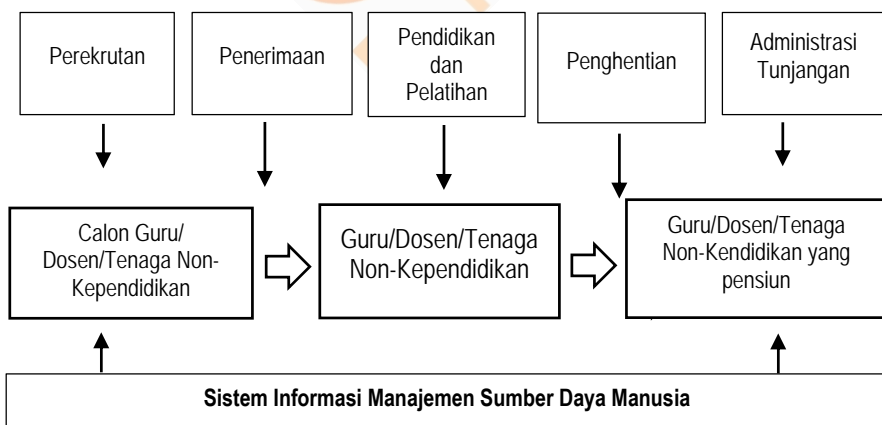 Perekrutan
Penerimaan
Pendidikan
dan
Pelatihan
Penghentian
Administrasi
Tunjangan
Calon Guru/
Dosen/Tenaga Non-
Kependidikan
Guru/Dosen/Tenaga
Non-Kependidikan
Guru/Dosen/Tenaga
Non-Kendidikan yang
pensiun
Sistem Informasi Manajemen Sumber Daya Manusia